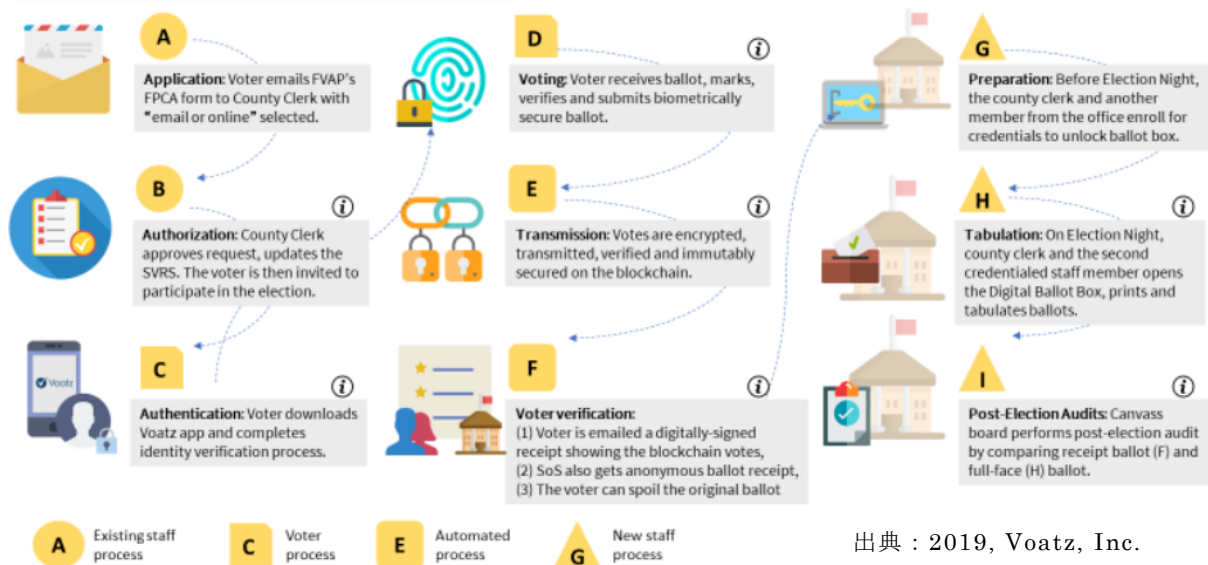 A
Application: Voter emails FVAP's
FPCA form to County Clerk with
"email or online" selected.
B
i
Authorization: County Clerk
approves request, updates the
SVRS. The voter is then invited to
participate in the election.
Voatz
C
i
Authentication: Voter downloads
Voatz app and completes
identity verification process.
D
i
Voting: Voter receives ballot, marks,
verifies and submits biometrically
secure ballot.
E
i
Transmission: Votes are encrypted,
transmitted, verified and immutably
secured on the blockchain.
F
i
Voter verification:
(1) Voter is emailed a digitally-signed
receipt showing the blockchain votes,
(2) SoS also gets anonymous ballot receipt,
(3) The voter can spoil the original ballot
G
i
Preparation: Before Election Night,
the county clerk and another
member from the office enroll for
credentials to unlock ballot box.
H
i
Tabulation: On Election Night,
county clerk and the second
credentialed staff member opens
the Digital Ballot Box, prints and
tabulates ballots.
I
i
Post-Election Audits: Canvass
board performs post-election audit
by comparing receipt ballot (F) and
full-face (H) ballot.
A
Existing staff
process
C
Voter
process
E
Automated
process
G
New staff
process
出典：2019, Voatz, Inc.